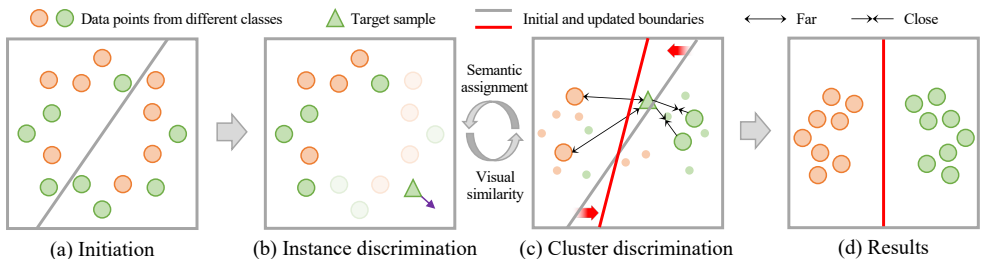 Data points from different classes
Target sample
Initial and updated boundaries
Far
Close
Semantic
assignment
Visual
similarity
(a) Initiation
(b) Instance discrimination
(c) Cluster discrimination
(d) Results